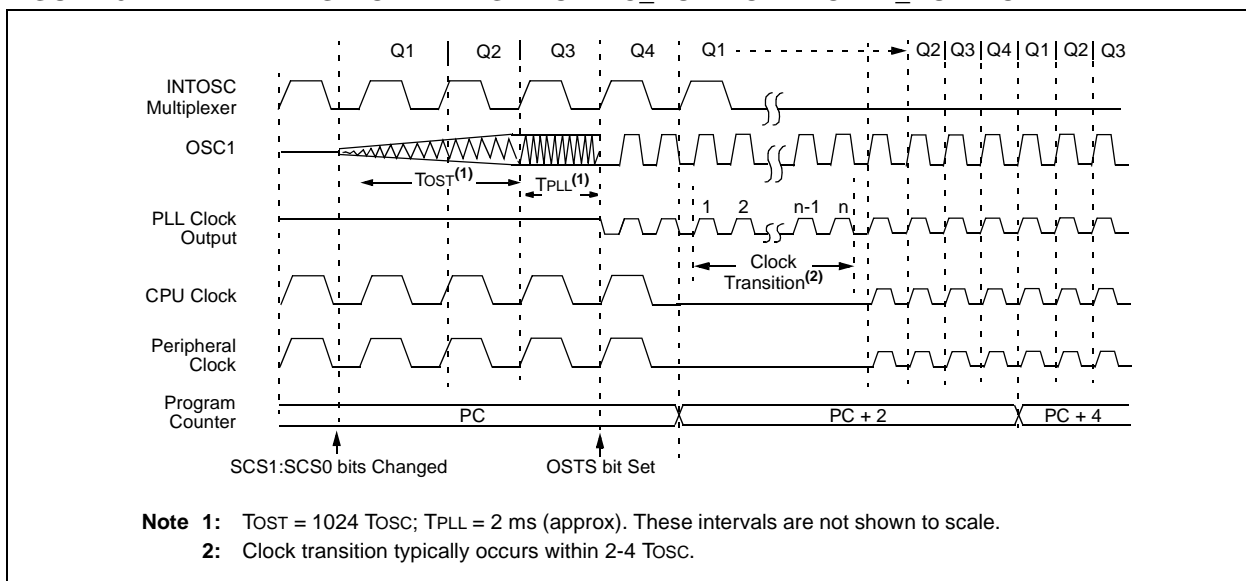 Q1 Q2 Q3 Q4 Q1 Q2 Q3 Q4 Q1 Q2 Q3
INTOSC
Multiplexer
OSC1
TOST(1) TPLL(1)
1 2 n-1 n
PLL Clock
Output
Clock
Transition(2)
CPU Clock
Peripheral
Clock
Program
Counter
PC PC + 2 PC + 4
SCS1:SCS0 bits Changed OSTS bit Set
Note 1: TOST = 1024 TOSC; TPLL = 2 ms (approx). These intervals are not shown to scale.
2: Clock transition typically occurs within 2-4 TOSC.